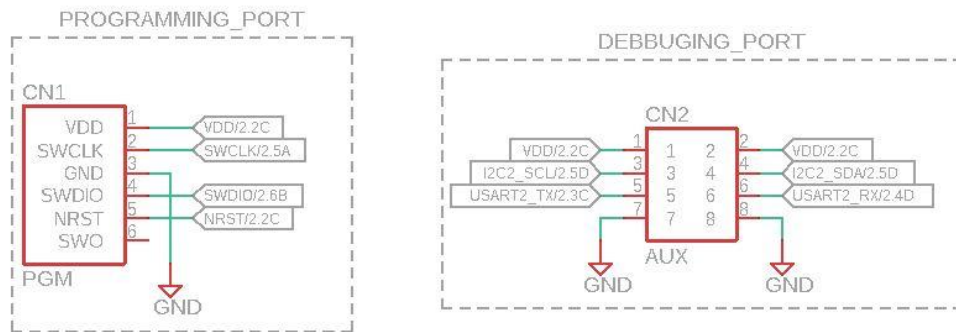 PROGRAMMING_PORT
CN1
VDD 1 VDD/2.2C
SWCLK 2 SWCLK/2.5A
GND 3
SWDIO 4 SWDIO/2.6B
NRST 5 NRST/2.2C
SWO 6
PGM
GND
DEBBUGING_PORT
CN2
VDD/2.2C 1 1 2 2 VDD/2.2C
I2C2_SCL/2.5D 3 3 4 4 I2C2_SDA/2.5D
USART2_TX/2.3C 5 5 6 6 USART2_RX/2.4D
7 7 8 8
AUX
GND GND